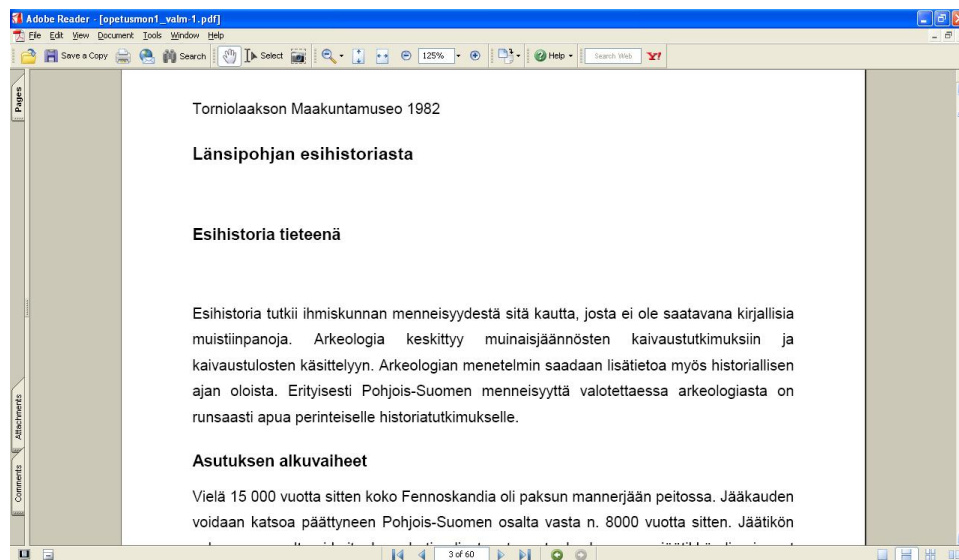 Adobe Reader - [opetusmon1_valm-1.pdf]
File Edit View Document Tools Window Help
Save a Copy Search Select 125% Help Search Web Y!
Pages
Torniolaakson Maakuntamuseo 1982
Länsipohjan esihistoriasta
Esihistoria tieteenä
Esihistoria tutkii ihmiskunnan menneisyydestä sitä kautta, josta ei ole saatavana kirjallisia
muistiinpanoja. Arkeologia keskittyy muinaisjäännösten kaivaustutkimuksiin ja
kaivaustulosten käsittelyyn. Arkeologian menetelmin saadaan lisätietoa myös historiallisen
ajan oloista. Erityisesti Pohjois-Suomen menneisyyttä valotettaessa arkeologiasta on
runsaasti apua perinteiselle historiatutkimukselle.
Attachments
Asutuksen alkuvaiheet
Comments
Vielä 15 000 vuotta sitten koko Fennoskandia oli paksun mannerjään peitossa. Jääkauden
voidaan katsoa päättyneen Pohjois-Suomen osalta vasta n. 8000 vuotta sitten. Jäätikön
3 of 60